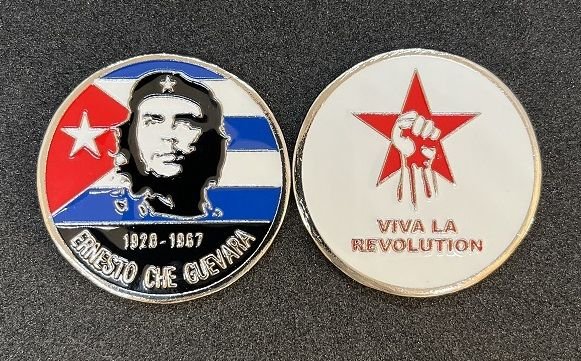 1928-1967
ERNESTO CHE GUEVARA
VIVA LA
REVOLUTION